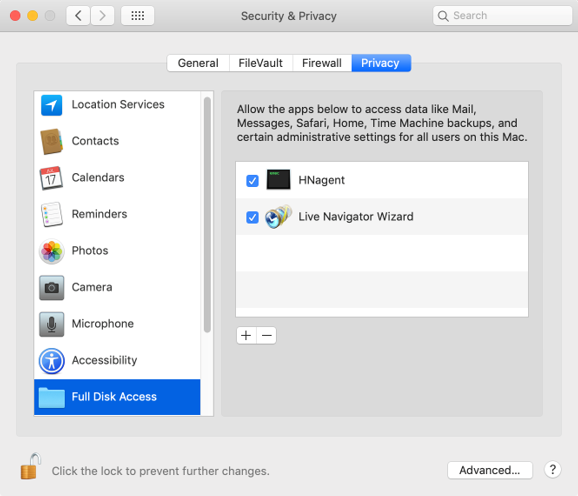 Security & Privacy
Search
General
FileVault
Firewall
Privacy
Location Services
Contacts
Calendars
Reminders
Photos
Camera
Microphone
Accessibility
Full Disk Access
Allow the apps below to access data like Mail,
Messages, Safari, Home, Time Machine backups, and
certain administrative settings for all users on this Mac.
HNagent
Live Navigator Wizard
+
−
Click the lock to prevent further changes.
Advanced...
?